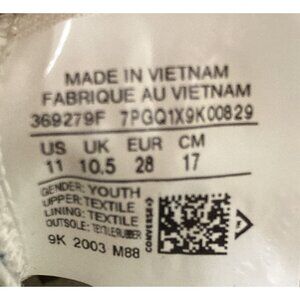 MADE IN VIETNAM
FABRIQUE AU VIETNAM
369279F 7PGQ1X9K00829
US UK EUR CM
11 10.5 28 17
GENDER: YOUTH
UPPER: TEXTILE
LINING: TEXTILE
OUTSOLE: TEXTILE/RUBBER
9K 2003 M88
CONVERSE